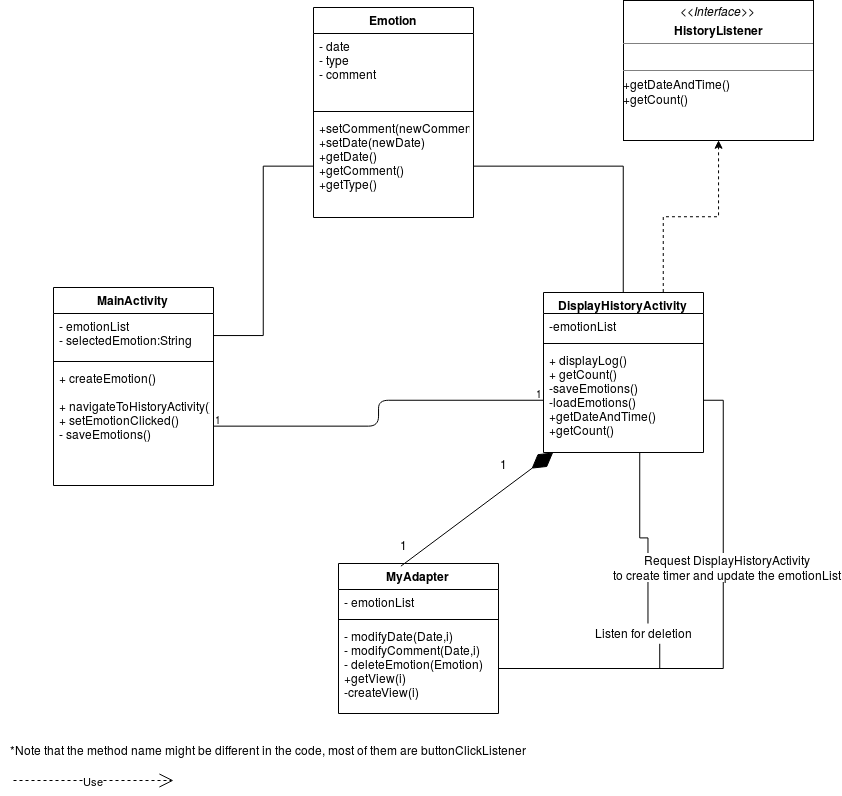 Emotion
- date
- type
- comment
+setComment(newCommer
+setDate(newDate)
+getDate()
+getComment()
+getType()
<<Interface>>
HistoryListener
+getDateAndTime()
+getCount()
MainActivity
- emotionList
- selectedEmotion:String
+ createEmotion()
+ navigateToHistoryActivity(
+ setEmotionClicked()
- saveEmotions()
1
1
DisplayHistoryActivity
-emotionList
+ displayLog()
+ getCount()
-saveEmotions()
-loadEmotions()
+getDateAndTime()
+getCount()
1
1
MyAdapter
- emotionList
- modifyDate(Date,i)
- modifyComment(Date,i)
- deleteEmotion(Emotion)
+getView(i)
-createView(i)
Request DisplayHistoryActivity
to create timer and update the emotionList
Listen for deletion
*Note that the method name might be different in the code, most of them are buttonClickListener
Use